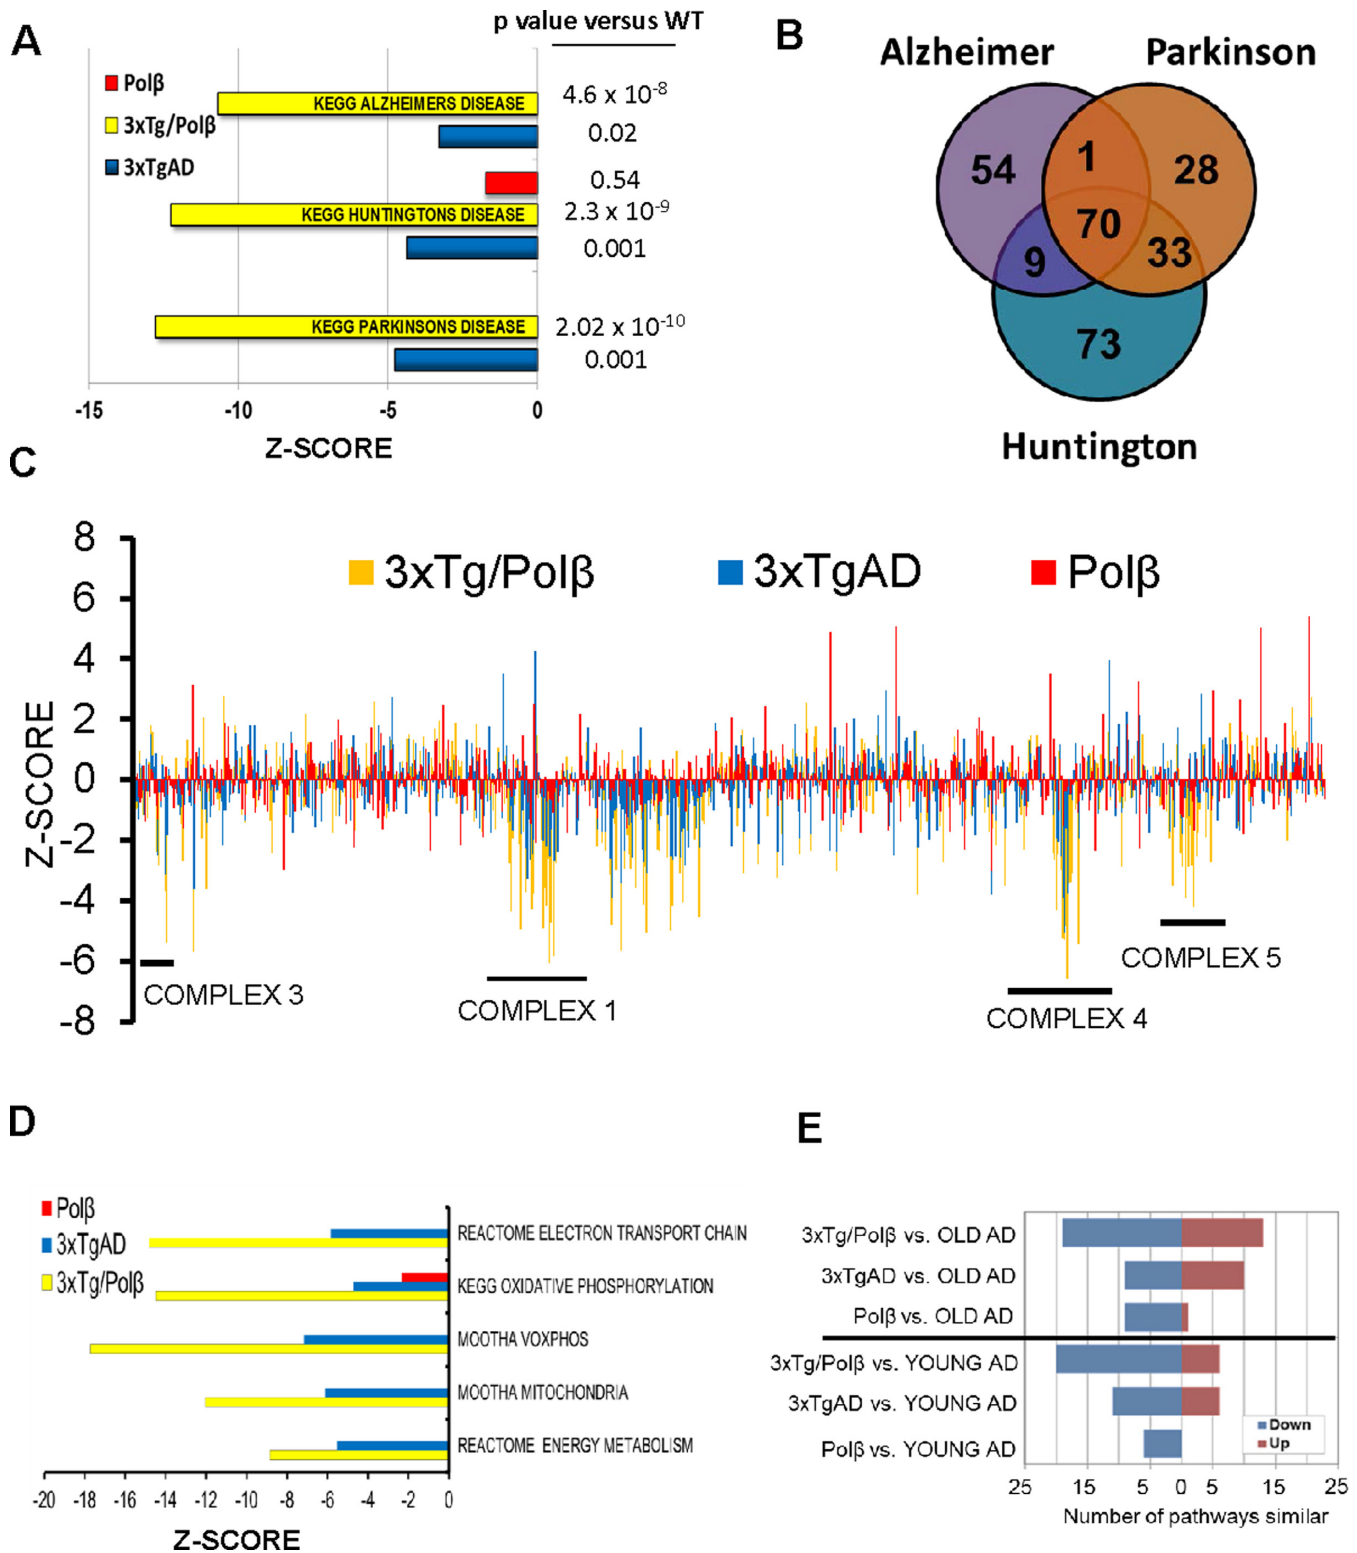 A
p value versus WT
Polβ
3xTg/Polβ
3xTgAD
KEGG ALZHEIMERS DISEASE
4.6 x 10-8
0.02
0.54
KEGG HUNTINGTONS DISEASE
2.3 x 10-9
0.001
KEGG PARKINSONS DISEASE
2.02 x 10-10
0.001
-15
-10
-5
0
Z-SCORE
B
Alzheimer
Parkinson
54
1
28
70
9
33
73
Huntington
C
8
6
4
2
0
-2
-4
-6
-8
Z-SCORE
3xTg/Polβ
3xTgAD
Polβ
COMPLEX 3
COMPLEX 1
COMPLEX 4
COMPLEX 5
D
Polβ
3xTgAD
3xTg/Polβ
REACTOME ELECTRON TRANSPORT CHAIN
KEGG OXIDATIVE PHOSPHORYLATION
MOOTHA VOXPHOS
MOOTHA MITOCHONDRIA
REACTOME ENERGY METABOLISM
-20 -18 -16 -14 -12 -10 -8 -6 -4 -2 0
Z-SCORE
E
3xTg/Polβ vs. OLD AD
3xTgAD vs. OLD AD
Polβ vs. OLD AD
3xTg/Polβ vs. YOUNG AD
3xTgAD vs. YOUNG AD
Polβ vs. YOUNG AD
Down
Up
25 15 5 0 5 15 25
Number of pathways similar